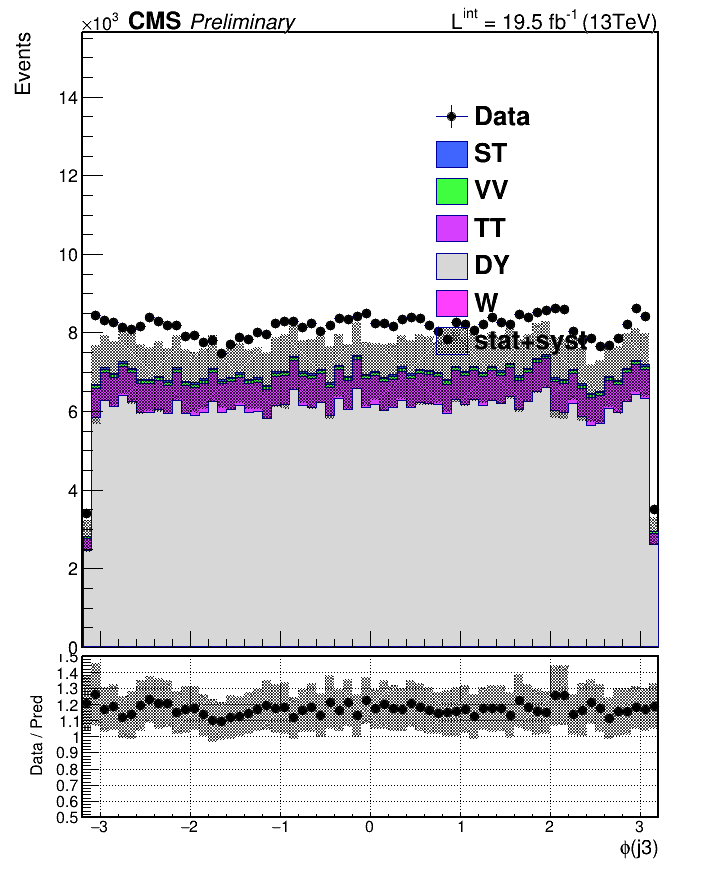 ×10³ CMS Preliminary L^int = 19.5 fb⁻¹ (13TeV)
Events
14
12
10
8
6
4
2
0
Data
ST
VV
TT
DY
W
stat+syst
1.5
1.4
1.3
1.2
1.1
1
0.9
0.8
0.7
0.6
0.5
Data / Pred
−3 −2 −1 0 1 2 3
ϕ(j3)